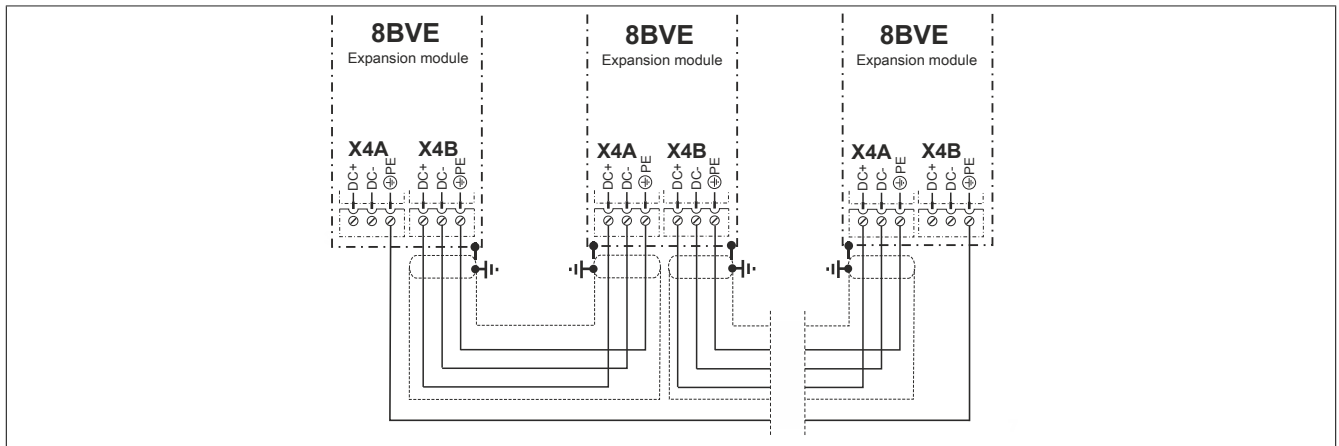 8BVE
Expansion module
X4A X4B
DC+
DC-
PE
DC+
DC-
PE
8BVE
Expansion module
X4A X4B
DC+
DC-
PE
DC+
DC-
PE
8BVE
Expansion module
X4A X4B
DC+
DC-
PE
DC+
DC-
PE